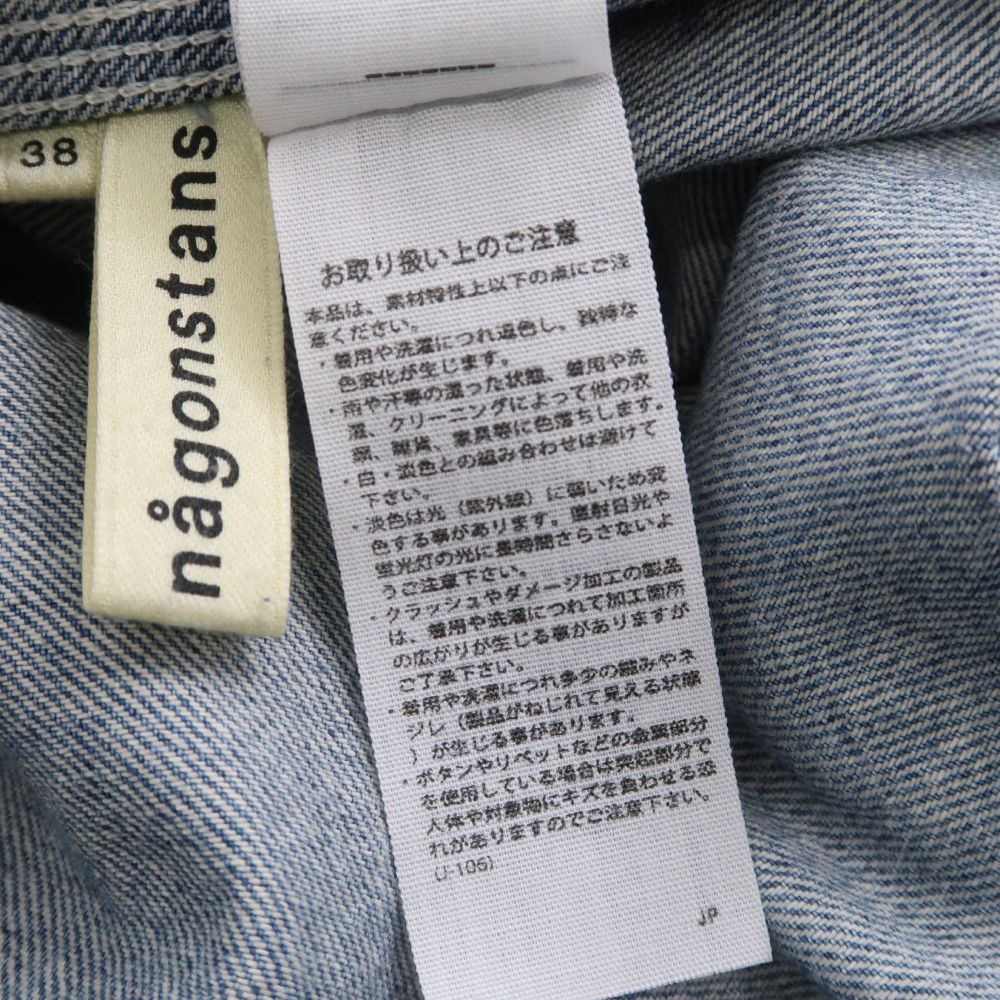 38
någonstans
お取り扱い上のご注意
本品は、素材特性上以下の点にご注
意ください。
・着用や洗濯につれ退色し、独特な
色変化が生じます。
・雨や汗事の湿った状態、着用や洗
濯、クリーニングによって他の衣
類、雑貨、家具等に色落ちします。
・白・淡色との組み合わせは避けて
下さい。
・淡色は光（紫外線）に弱いため変
色する事があります。直射日光や
蛍光灯の光に長時間さらさないよ
うご注意下さい。
・クラッシュやダメージ加工の製品
は、着用や洗濯につれて加工箇所
の広がりが生じる事がありますが
ご了承下さい。
・着用や洗濯につれ多少の縮みやネ
ジレ（製品がねじれて見える状態
）が生じる事があります。
・ボタンやリベットなどの金属部分
を使用している場合は突起部分で
人体や対象物にキズを負わせる恐
れがありますのでご注意下さい。
(J-106)
JP